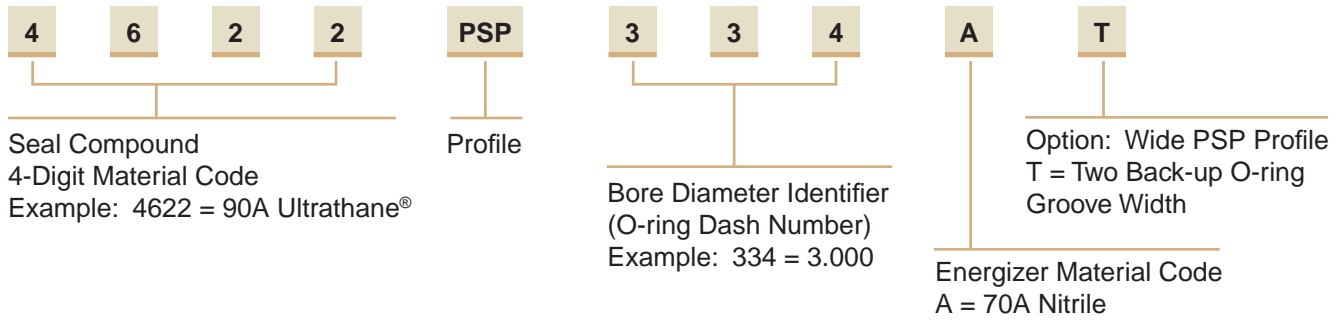 4 6 2 2 PSP 3 3 4 A T
Seal Compound
4-Digit Material Code
Example: 4622 = 90A Ultrathane®
Profile
Bore Diameter Identifier
(O-ring Dash Number)
Example: 334 = 3.000
Option: Wide PSP Profile
T = Two Back-up O-ring
Groove Width
Energizer Material Code
A = 70A Nitrile